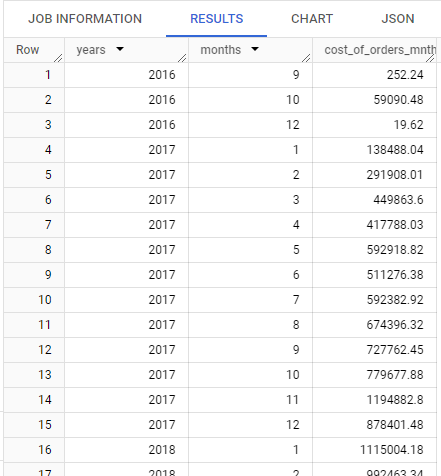 JOB INFORMATION RESULTS CHART JSON
Row years months cost_of_orders_mnth
1 2016 9 252.24
2 2016 10 59090.48
3 2016 12 19.62
4 2017 1 138488.04
5 2017 2 291908.01
6 2017 3 449863.6
7 2017 4 417788.03
8 2017 5 592918.82
9 2017 6 511276.38
10 2017 7 592382.92
11 2017 8 674396.32
12 2017 9 727762.45
13 2017 10 779677.88
14 2017 11 1194882.8
15 2017 12 878401.48
16 2018 1 1115004.18
17 2018 2 992463.34